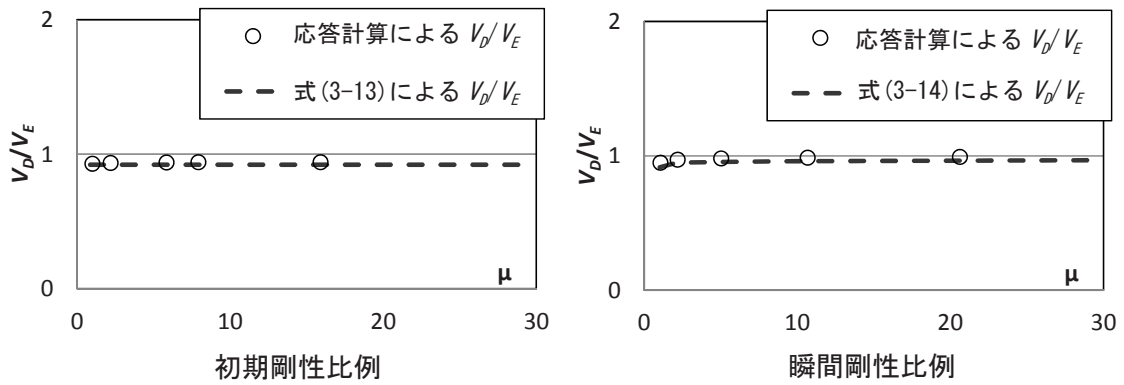 2
1
0
V_D/V_E
応答計算による V_D/V_E
式(3-13)による V_D/V_E
μ
0 10 20 30
初期剛性比例
2
1
0
V_D/V_E
応答計算による V_D/V_E
式(3-14)による V_D/V_E
μ
0 10 20 30
瞬間剛性比例